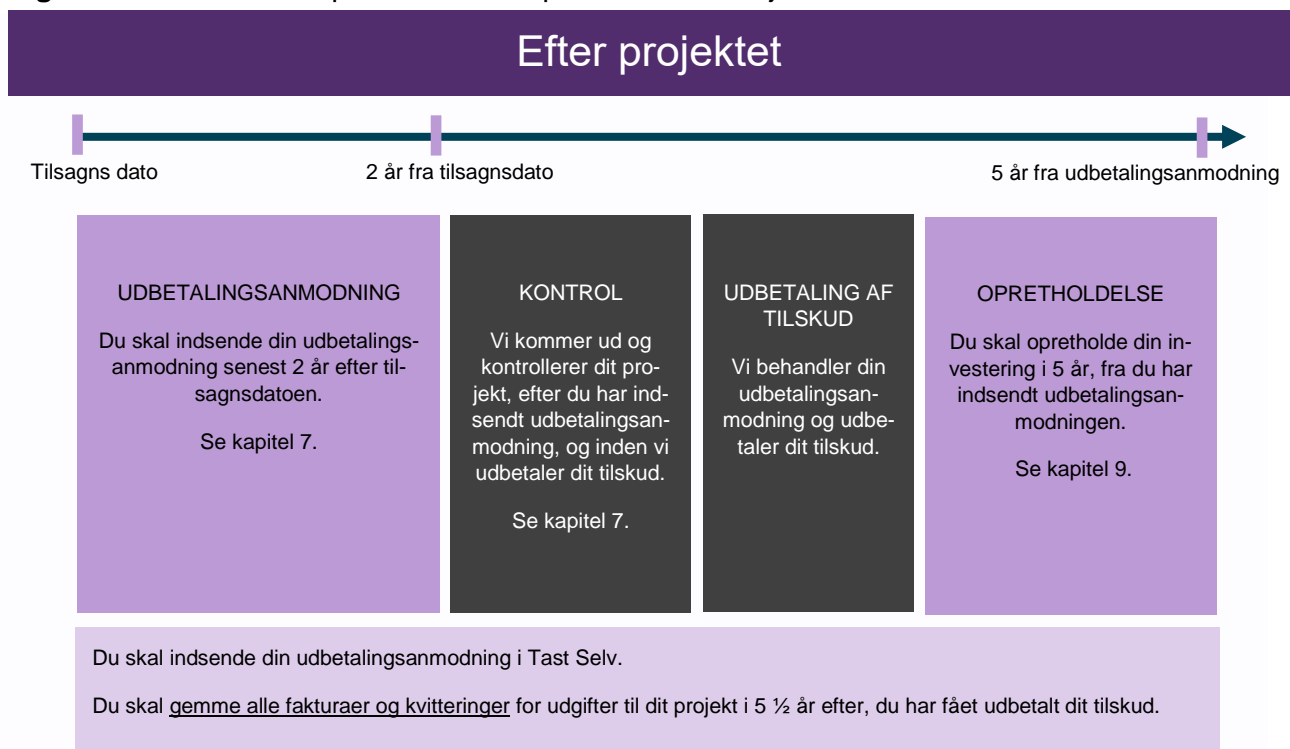 Efter projektet
Tilsagns dato
2 år fra tilsagnsdato
5 år fra udbetalingsanmodning
UDBETALINGSANMODNING
Du skal indsende din udbetalings-
anmodning senest 2 år efter til-
sagnsdatoen.
Se kapitel 7.
KONTROL
Vi kommer ud og
kontrollerer dit pro-
jekt, efter du har ind-
sendt udbetalingsan-
modning, og inden vi
udbetaler dit tilskud.
Se kapitel 7.
UDBETALING AF
TILSKUD
Vi behandler din
udbetalingsan-
modning og udbe-
taler dit tilskud.
OPRETHOLDELSE
Du skal opretholde din in-
vestering i 5 år, fra du har
indsendt udbetalingsan-
modningen.
Se kapitel 9.
Du skal indsende din udbetalingsanmodning i Tast Selv.
Du skal gemme alle fakturaer og kvitteringer for udgifter til dit projekt i 5 ½ år efter, du har fået udbetalt dit tilskud.